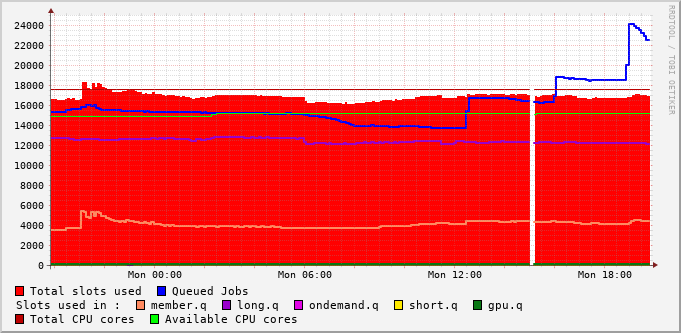 24000
22000
20000
18000
16000
14000
12000
10000
8000
6000
4000
2000
0
Mon 00:00 Mon 06:00 Mon 12:00 Mon 18:00
Total slots used Queued Jobs
Slots used in : member.q long.q ondemand.q short.q gpu.q
Total CPU cores Available CPU cores
RRDTOOL / TOBI OETIKER